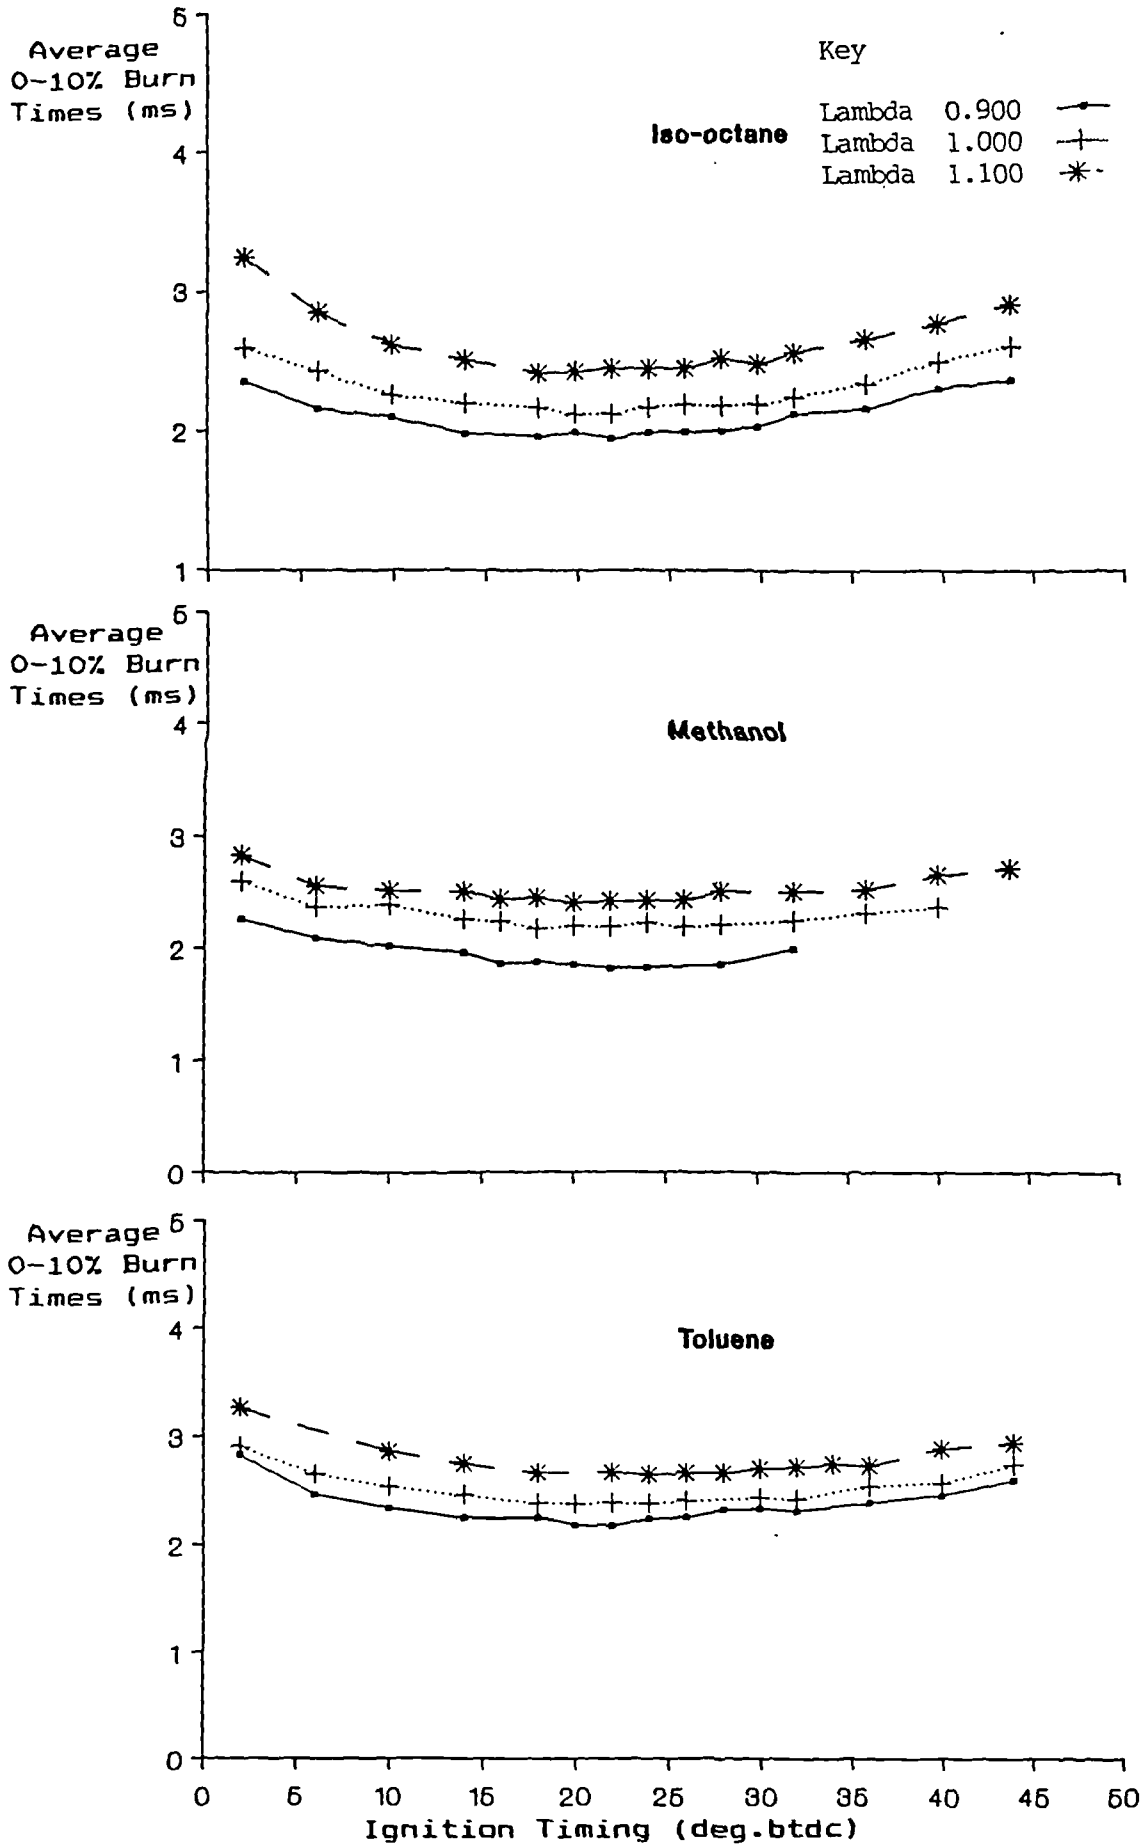 5
Average
0-10% Burn
Times (ms)
4
3
2
1
Key
Iso-octane
Lambda 0.900
Lambda 1.000
Lambda 1.100
5
Average
0-10% Burn
Times (ms)
4
3
2
1
0
Methanol
5
Average
0-10% Burn
Times (ms)
4
3
2
1
0
Toluene
0 5 10 15 20 25 30 35 40 45 50
Ignition Timing (deg.btdc)